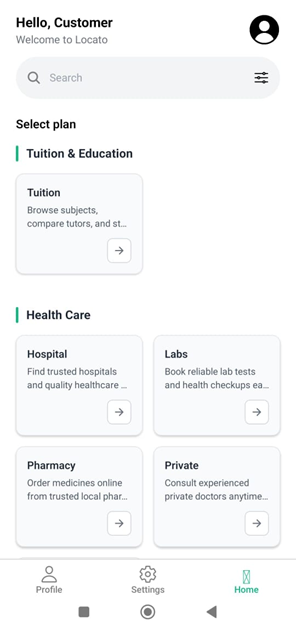 Hello, Customer
Welcome to Locato
Search
Select plan
Tuition & Education
Tuition
Browse subjects,
compare tutors, and st...
Health Care
Hospital
Find trusted hospitals
and quality healthcare ...
Labs
Book reliable lab tests
and health checkups ea...
Pharmacy
Order medicines online
from trusted local phar...
Private
Consult experienced
private doctors anytime...
Profile
Settings
Home